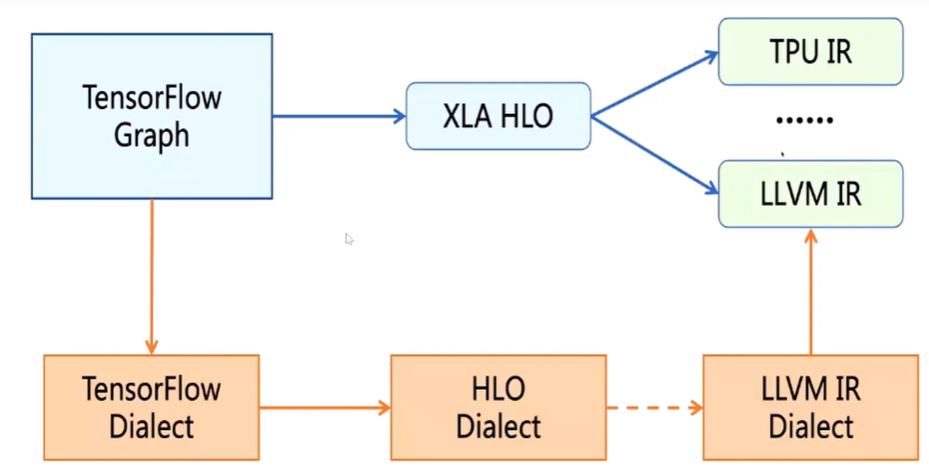 TensorFlow
Graph
XLA HLO
TPU IR
......
LLVM IR
TensorFlow
Dialect
HLO
Dialect
LLVM IR
Dialect